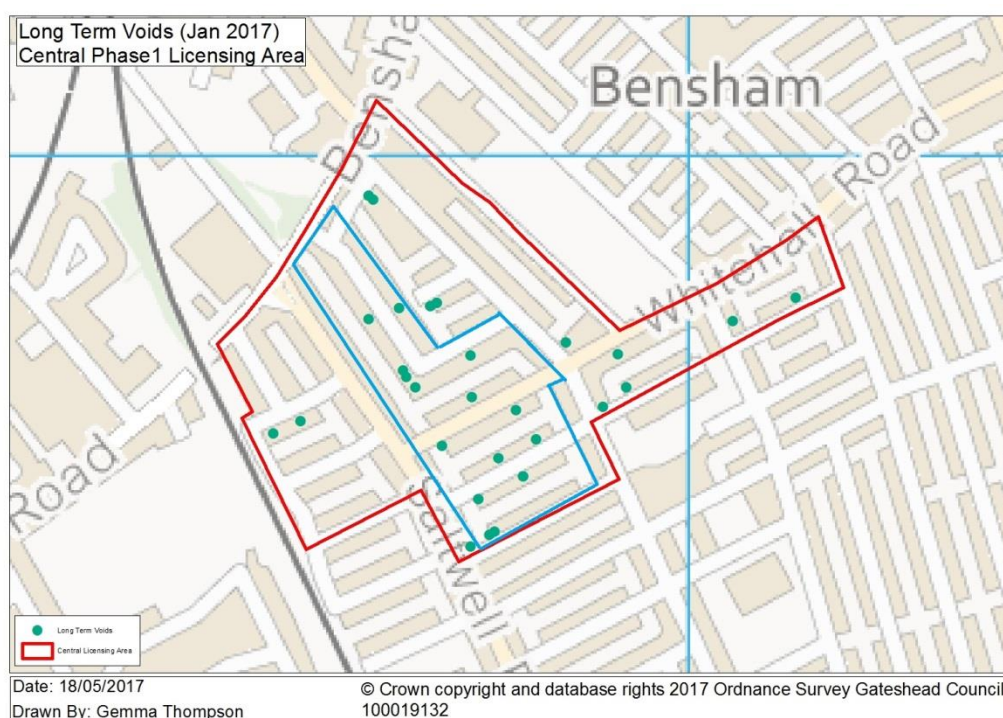 Long Term Voids (Jan 2017)
Central Phase1 Licensing Area
Bensha
Bensham
Whitehall Road
Road
Saltwell
Long Term Voids
Central Licensing Area
Date: 18/05/2017
Drawn By: Gemma Thompson
© Crown copyright and database rights 2017 Ordnance Survey Gateshead Council
100019132